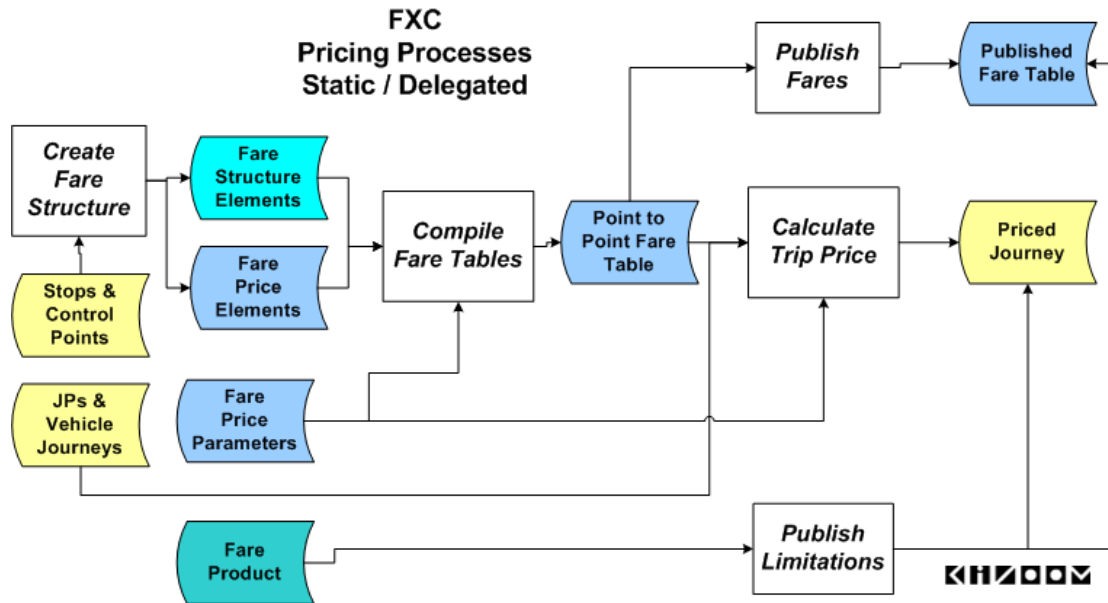 FXC
Pricing Processes
Static / Delegated
Publish
Fares
Published
Fare Table
Create
Fare
Structure
Fare
Structure
Elements
Compile
Fare Tables
Point to
Point Fare
Table
Calculate
Trip Price
Priced
Journey
Fare
Price
Elements
Stops &
Control
Points
JPs &
Vehicle
Journeys
Fare
Price
Parameters
Fare
Product
Publish
Limitations